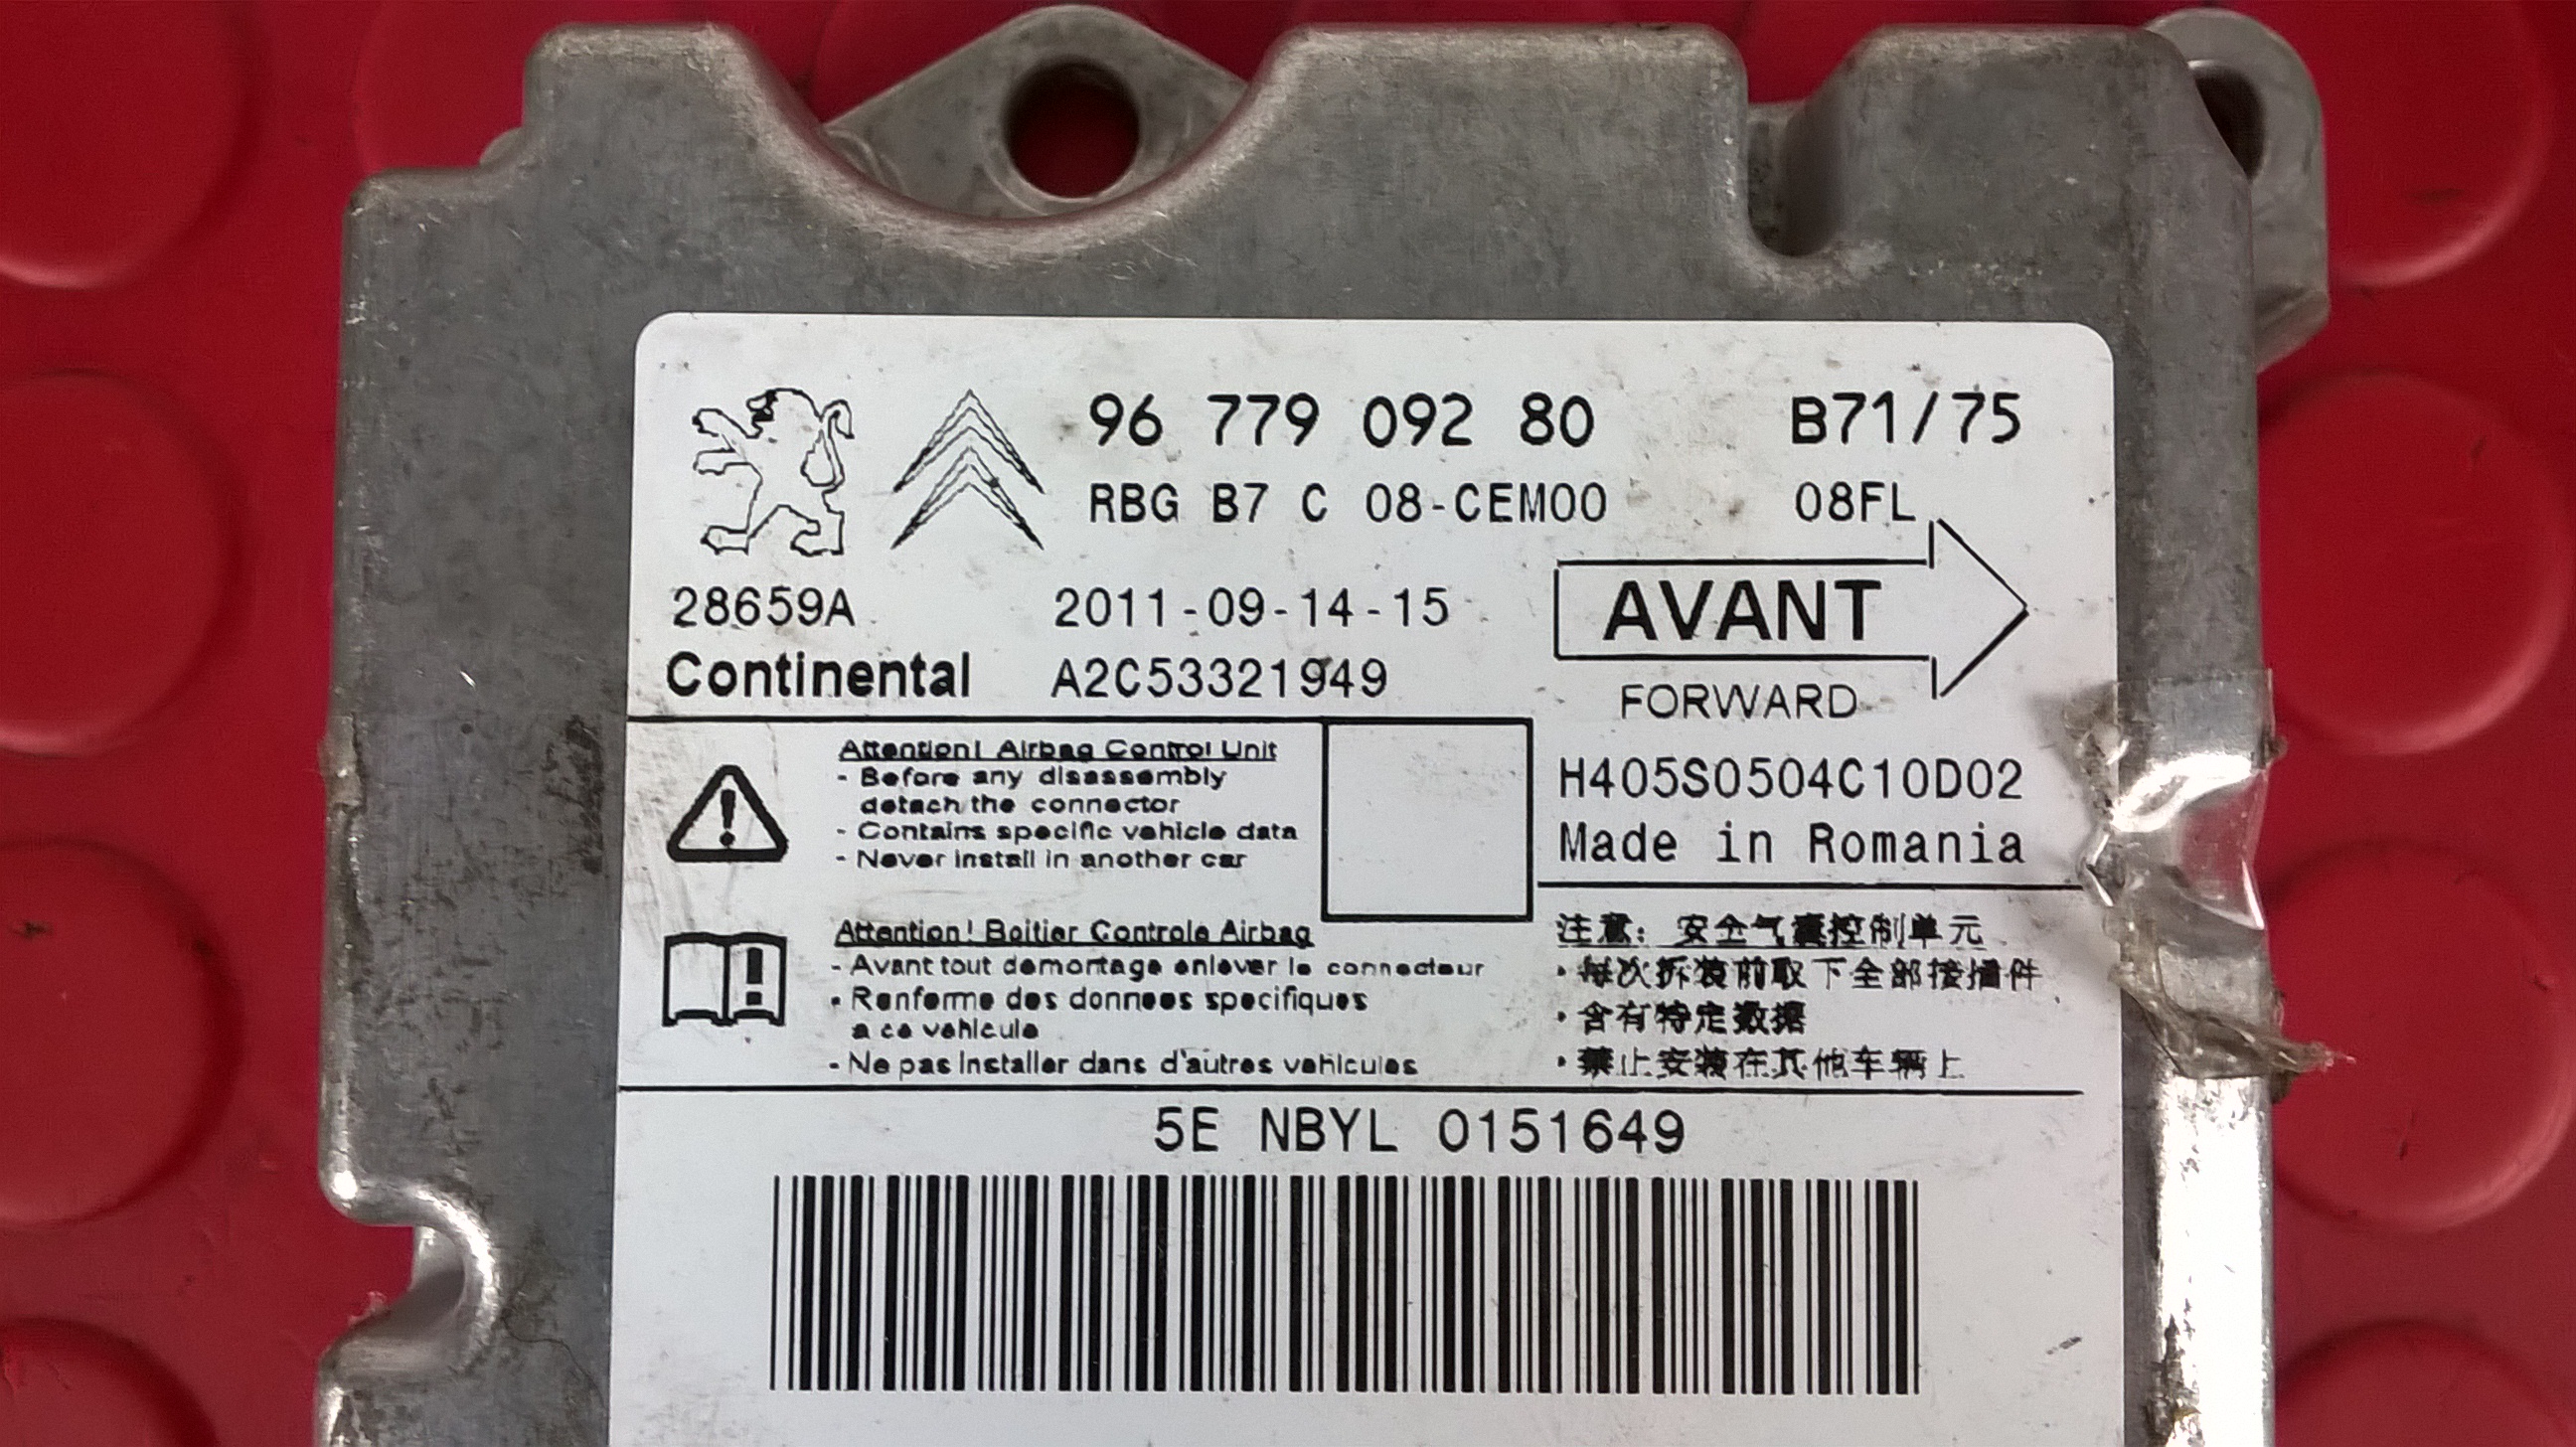 96 779 092 80 B71/75
RBG B7 C 08-CEM00 08FL
28659A 2011-09-14-15
AVANT
Continental A2C53321949
FORWARD
Attention! Airbag Control Unit
- Before any disassembly
detach the connector
- Contains specific vehicle data
- Never install in another car
H405S0504C10D02
Made in Romania
Attention! Boitier Controle Airbag
- Avant tout demontage enlever le connecteur
- Renferme des donnees specifiques
a ce vehicule
- Ne pas installer dans d'autres vehicules
注意: 安全气囊控制单元
· 每次拆装前取下全部接插件
· 含有特定数据
· 禁止安装在其他车辆上
5E NBYL 0151649